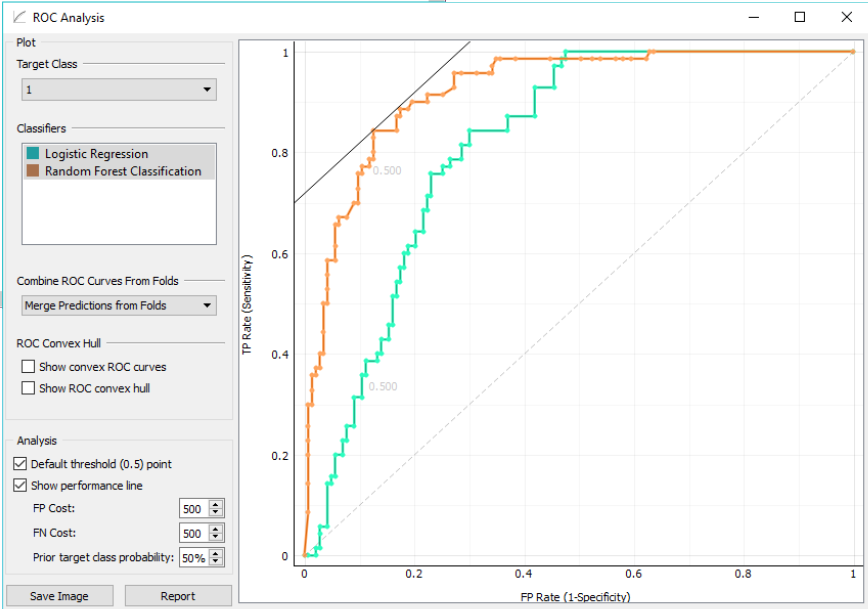 ROC Analysis
Plot
Target Class
1
Classifiers
Logistic Regression
Random Forest Classification
Combine ROC Curves From Folds
Merge Predictions from Folds
ROC Convex Hull
Show convex ROC curves
Show ROC convex hull
Analysis
Default threshold (0.5) point
Show performance line
FP Cost: 500
FN Cost: 500
Prior target class probability: 50%
Save Image
Report
TP Rate (Sensitivity)
1
0.8
0.6
0.4
0.2
0
0.500
0.500
0 0.2 0.4 0.6 0.8 1
FP Rate (1-Specificity)